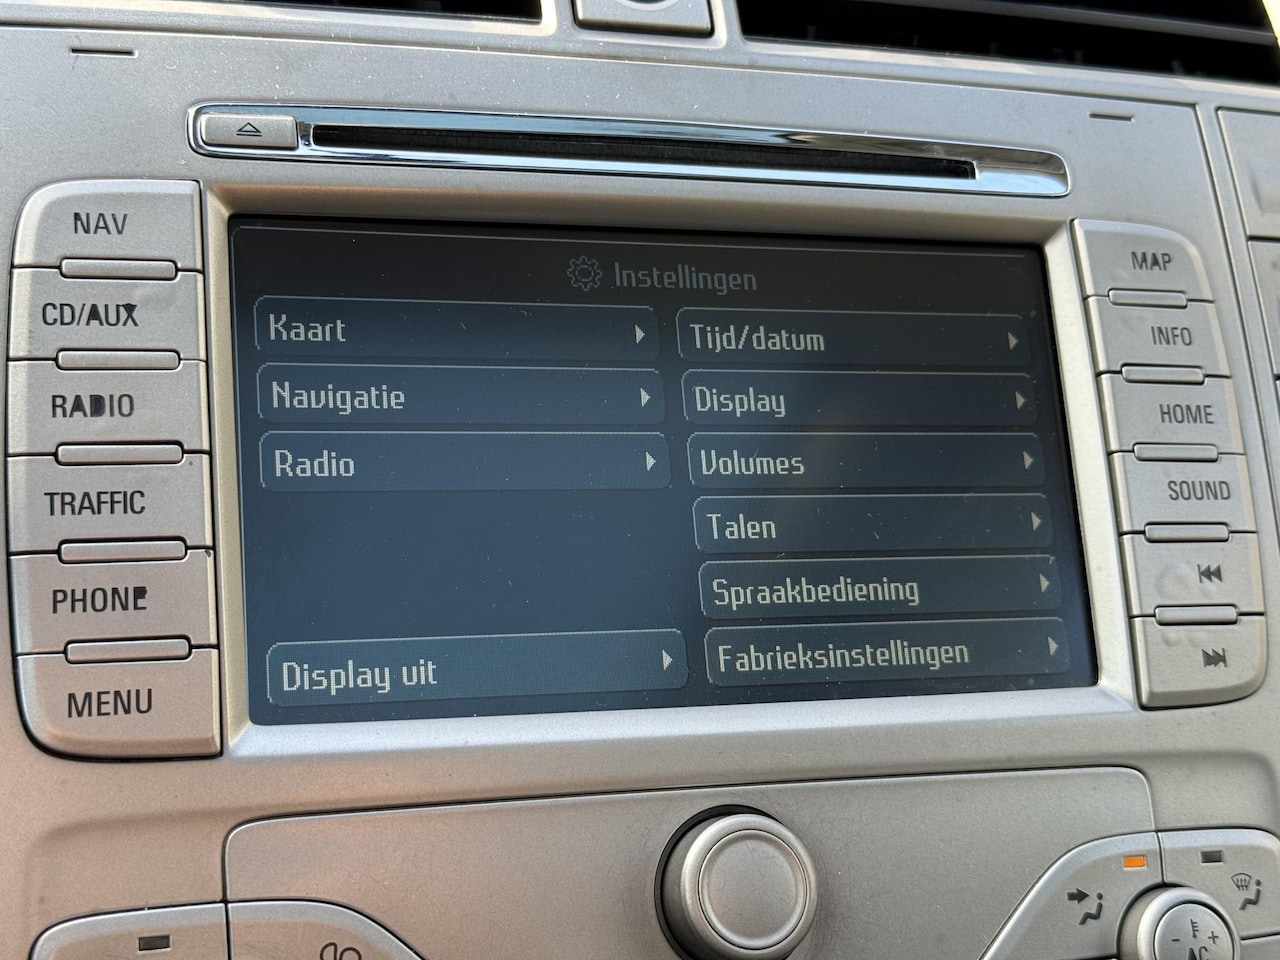 NAV
CD/AUX
RADIO
TRAFFIC
PHONE
MENU
Instellingen
Kaart
Navigatie
Radio
Display uit
Tijd/datum
Display
Volumes
Talen
Spraakbediening
Fabrieksinstellingen
MAP
INFO
HOME
SOUND
- +
AC